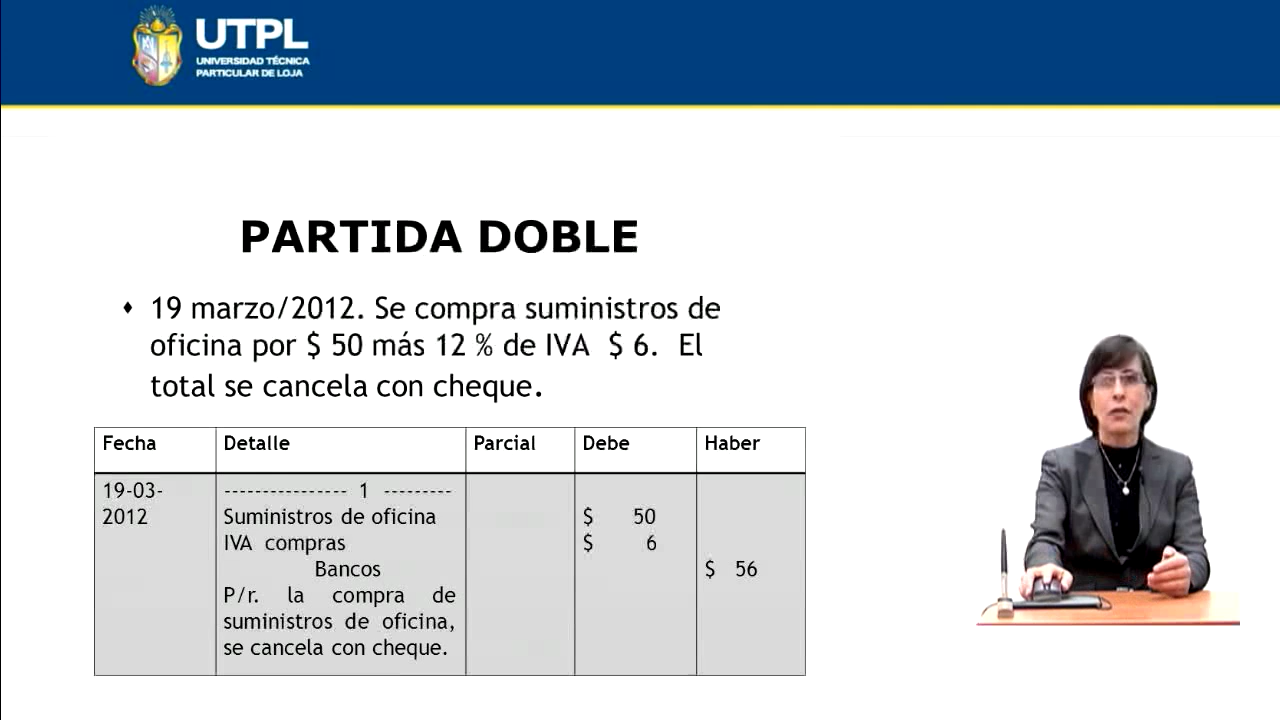 UTPL
UNIVERSIDAD TÉCNICA
PARTICULAR DE LOJA
PARTIDA DOBLE
19 marzo/2012. Se compra suministros de
oficina por $ 50 más 12 % de IVA $ 6. El
total se cancela con cheque.
Fecha Detalle Parcial Debe Haber
19-03- ---------------- 1 ---------
2012 Suministros de oficina $ 50
IVA compras $ 6
Bancos $ 56
P/r. la compra de
suministros de oficina,
se cancela con cheque.